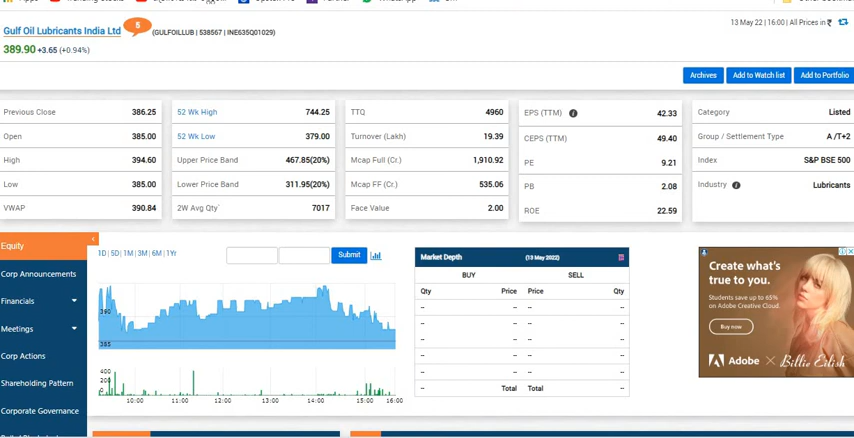 Gulf Oil Lubricants India Ltd
5
(GULFOILLUB | 538567 | INE635Q01029)
13 May 22 | 16:00 | All Prices in ₹
389.90 +3.65 (+0.94%)
Archives
Add to Watch list
Add to Portfolio
Previous Close 386.25
Open 385.00
High 394.60
Low 385.00
VWAP 390.84
52 Wk High 744.25
52 Wk Low 379.00
Upper Price Band 467.85(20%)
Lower Price Band 311.95(20%)
2W Avg Qty* 7017
TTQ 4960
Turnover (Lakh) 19.39
Mcap Full (Cr.) 1,910.92
Mcap FF (Cr.) 535.06
Face Value 2.00
EPS (TTM) 42.33
CEPS (TTM) 49.40
PE 9.21
PB 2.08
ROE 22.59
Category Listed
Group / Settlement Type A /T+2
Index S&P BSE 500
Industry Lubricants
Equity
Corp Announcements
Financials
Meetings
Corp Actions
Shareholding Pattern
Corporate Governance
1D | 5D | 1M | 3M | 6M | 1Yr
Submit
390
385
400
200
0
10:00 11:00 12:00 13:00 14:00 15:00 16:00
Market Depth (13 May 2022)
BUY SELL
Qty Price Price Qty
-- -- -- --
-- -- -- --
-- -- -- --
-- -- -- --
-- -- -- --
-- Total Total --
Create what's
true to you.
Students save up to 65%
on Adobe Creative Cloud.
Buy now
Adobe × Billie Eilish